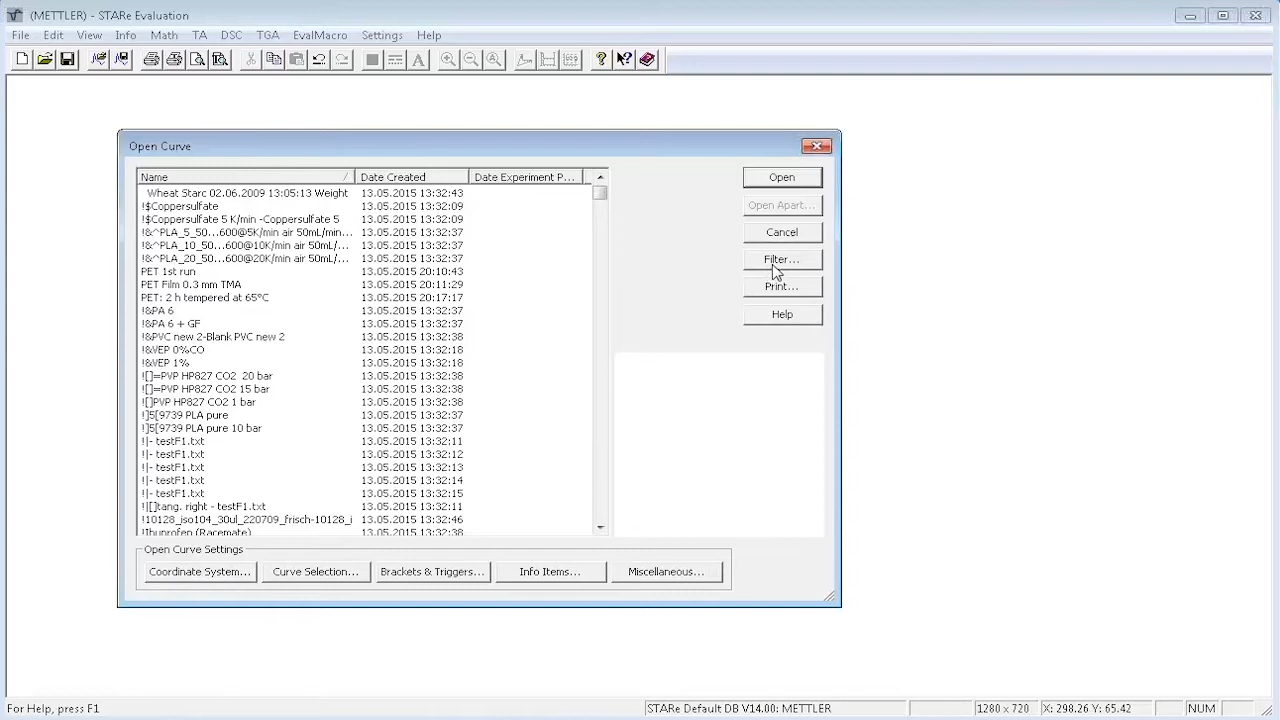 (METTLER) - STARe Evaluation
File Edit View Info Math TA DSC TGA EvalMacro Settings Help
Open Curve
Name / Date Created Date Experiment P...
Wheat Starc 02.06.2009 13:05:13 Weight 13.05.2015 13:32:43
!$Coppersulfate 13.05.2015 13:32:09
!$Coppersulfate 5 K/min -Coppersulfate 5 13.05.2015 13:32:09
!&^PLA_5_50...600@5K/min air 50mL/min... 13.05.2015 13:32:37
!&^PLA_10_50...600@10K/min air 50mL/... 13.05.2015 13:32:37
!&^PLA_20_50...600@20K/min air 50mL/... 13.05.2015 13:32:37
PET 1st run 13.05.2015 20:10:43
PET Film 0.3 mm TMA 13.05.2015 20:11:29
PET: 2 h tempered at 65°C 13.05.2015 20:17:17
!&PA 6 13.05.2015 13:32:38
!&PA 6 + GF 13.05.2015 13:32:37
!&PVC new 2-Blank PVC new 2 13.05.2015 13:32:38
!&VEP 0%CO 13.05.2015 13:32:18
!&VEP 1% 13.05.2015 13:32:18
![]=PVP HP827 CO2 20 bar 13.05.2015 13:32:38
![]=PVP HP827 CO2 15 bar 13.05.2015 13:32:38
![]PVP HP827 CO2 1 bar 13.05.2015 13:32:38
!]5[9739 PLA pure 13.05.2015 13:32:37
!]5[9739 PLA pure 10 bar 13.05.2015 13:32:37
!|- testF1.txt 13.05.2015 13:32:11
!|- testF1.txt 13.05.2015 13:32:12
!|- testF1.txt 13.05.2015 13:32:13
!|- testF1.txt 13.05.2015 13:32:14
!|- testF1.txt 13.05.2015 13:32:15
!|[]tang. right - testF1.txt 13.05.2015 13:32:11
!10128_iso104_30ul_220709_frisch-10128_i 13.05.2015 13:32:46
!Ibuprofen (Racemate) 13.05.2015 13:32:38
Open
Open Apart...
Cancel
Filter...
Print...
Help
Open Curve Settings
Coordinate System... Curve Selection... Brackets & Triggers... Info Items... Miscellaneous...
For Help, press F1 STARe Default DB V14.00: METTLER 1280 x 720 X: 298.26 Y: 65.42 NUM